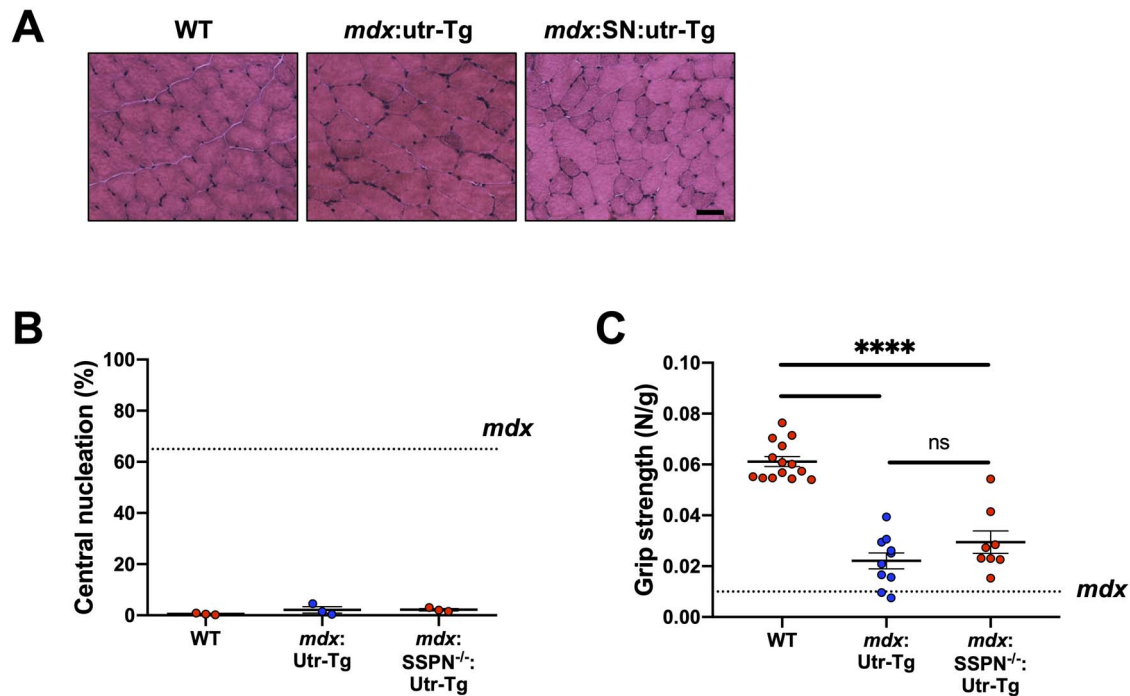 A
WT
mdx:utr-Tg
mdx:SN:utr-Tg
B
Central nucleation (%)
100
80
60
40
20
0
mdx
WT
mdx:
Utr-Tg
mdx:
SSPN-/-:
Utr-Tg
C
Grip strength (N/g)
0.10
0.08
0.06
0.04
0.02
0.00
****
ns
mdx
WT
mdx:
Utr-Tg
mdx:
SSPN-/-:
Utr-Tg